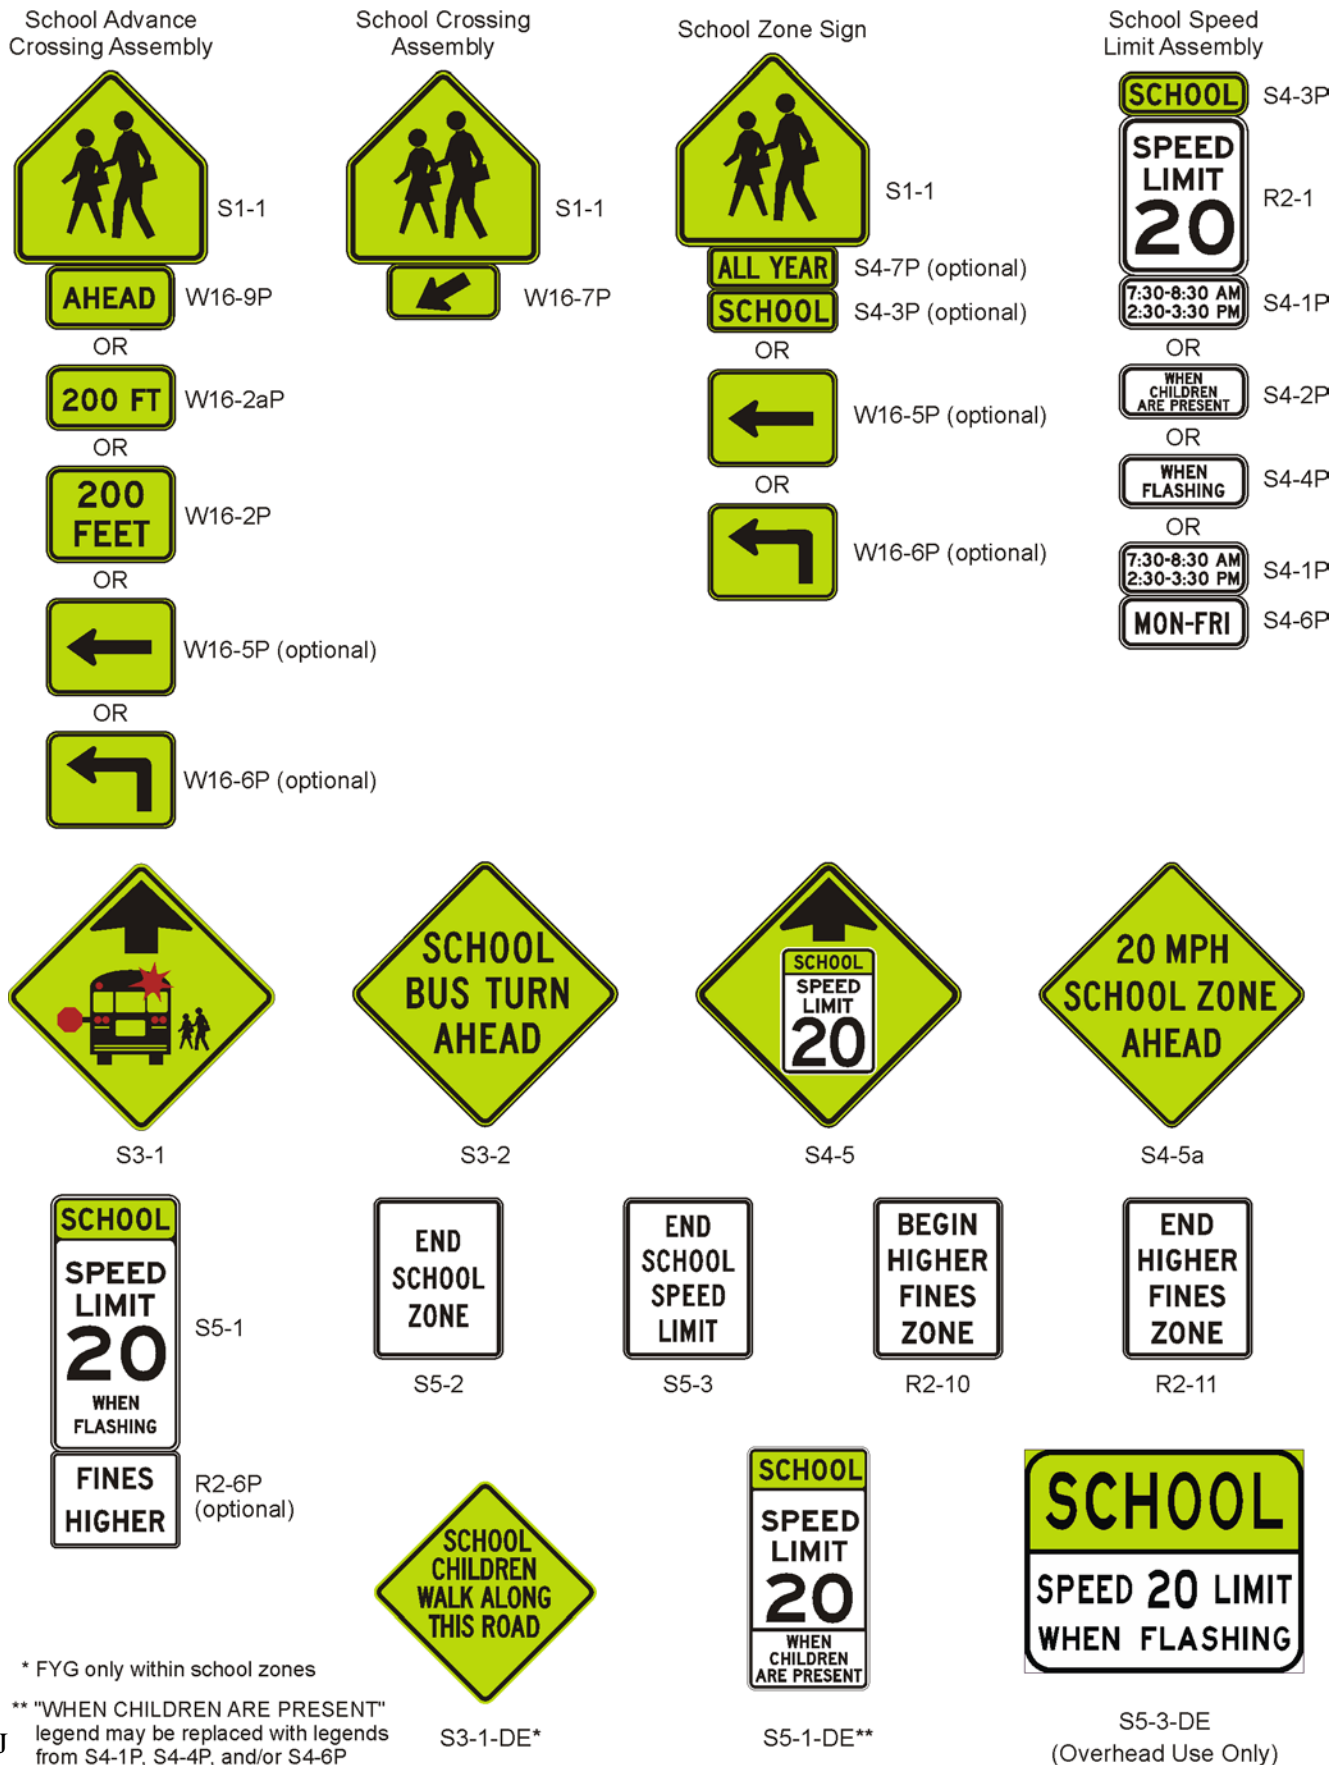 School Advance
Crossing Assembly
S1-1
AHEAD
W16-9P
OR
200 FT
W16-2aP
OR
200
FEET
W16-2P
OR
W16-5P (optional)
OR
W16-6P (optional)
School Crossing
Assembly
S1-1
W16-7P
School Zone Sign
S1-1
ALL YEAR
S4-7P (optional)
SCHOOL
S4-3P (optional)
OR
W16-5P (optional)
OR
W16-6P (optional)
School Speed
Limit Assembly
SCHOOL
S4-3P
SPEED
LIMIT
20
R2-1
7:30-8:30 AM
2:30-3:30 PM
S4-1P
OR
WHEN
CHILDREN
ARE PRESENT
S4-2P
OR
WHEN
FLASHING
S4-4P
OR
7:30-8:30 AM
2:30-3:30 PM
S4-1P
MON-FRI
S4-6P
S3-1
SCHOOL
BUS TURN
AHEAD
S3-2
SCHOOL
SPEED
LIMIT
20
S4-5
20 MPH
SCHOOL ZONE
AHEAD
S4-5a
SCHOOL
SPEED
LIMIT
20
WHEN
FLASHING
S5-1
FINES
HIGHER
R2-6P
(optional)
END
SCHOOL
ZONE
S5-2
END
SCHOOL
SPEED
LIMIT
S5-3
BEGIN
HIGHER
FINES
ZONE
R2-10
END
HIGHER
FINES
ZONE
R2-11
SCHOOL
CHILDREN
WALK ALONG
THIS ROAD
S3-1-DE*
SCHOOL
SPEED
LIMIT
20
WHEN
CHILDREN
ARE PRESENT
S5-1-DE**
SCHOOL
SPEED 20 LIMIT
WHEN FLASHING
S5-3-DE
(Overhead Use Only)
* FYG only within school zones
** "WHEN CHILDREN ARE PRESENT"
legend may be replaced with legends
J
from S4-1P, S4-4P, and/or S4-6P